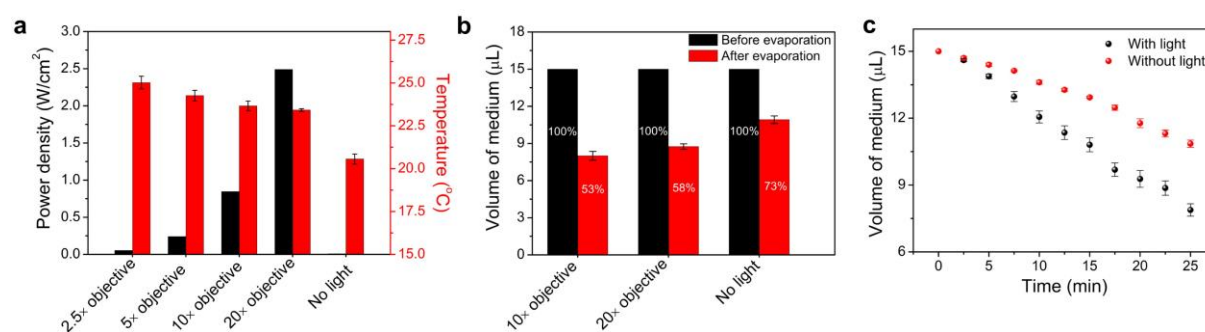 a
Power density (W/cm²)
3.0
2.5
2.0
1.5
1.0
0.5
0.0
27.5
25.0
22.5
20.0
17.5
15.0
Temperature (°C)
2.5× objective
5× objective
10× objective
20× objective
No light
b
Volume of medium (μL)
18
15
12
9
6
3
0
Before evaporation
After evaporation
100%
53%
100%
58%
100%
73%
10× objective
20× objective
No light
c
Volume of medium (μL)
15
12
9
6
With light
Without light
0
5
10
15
20
25
Time (min)